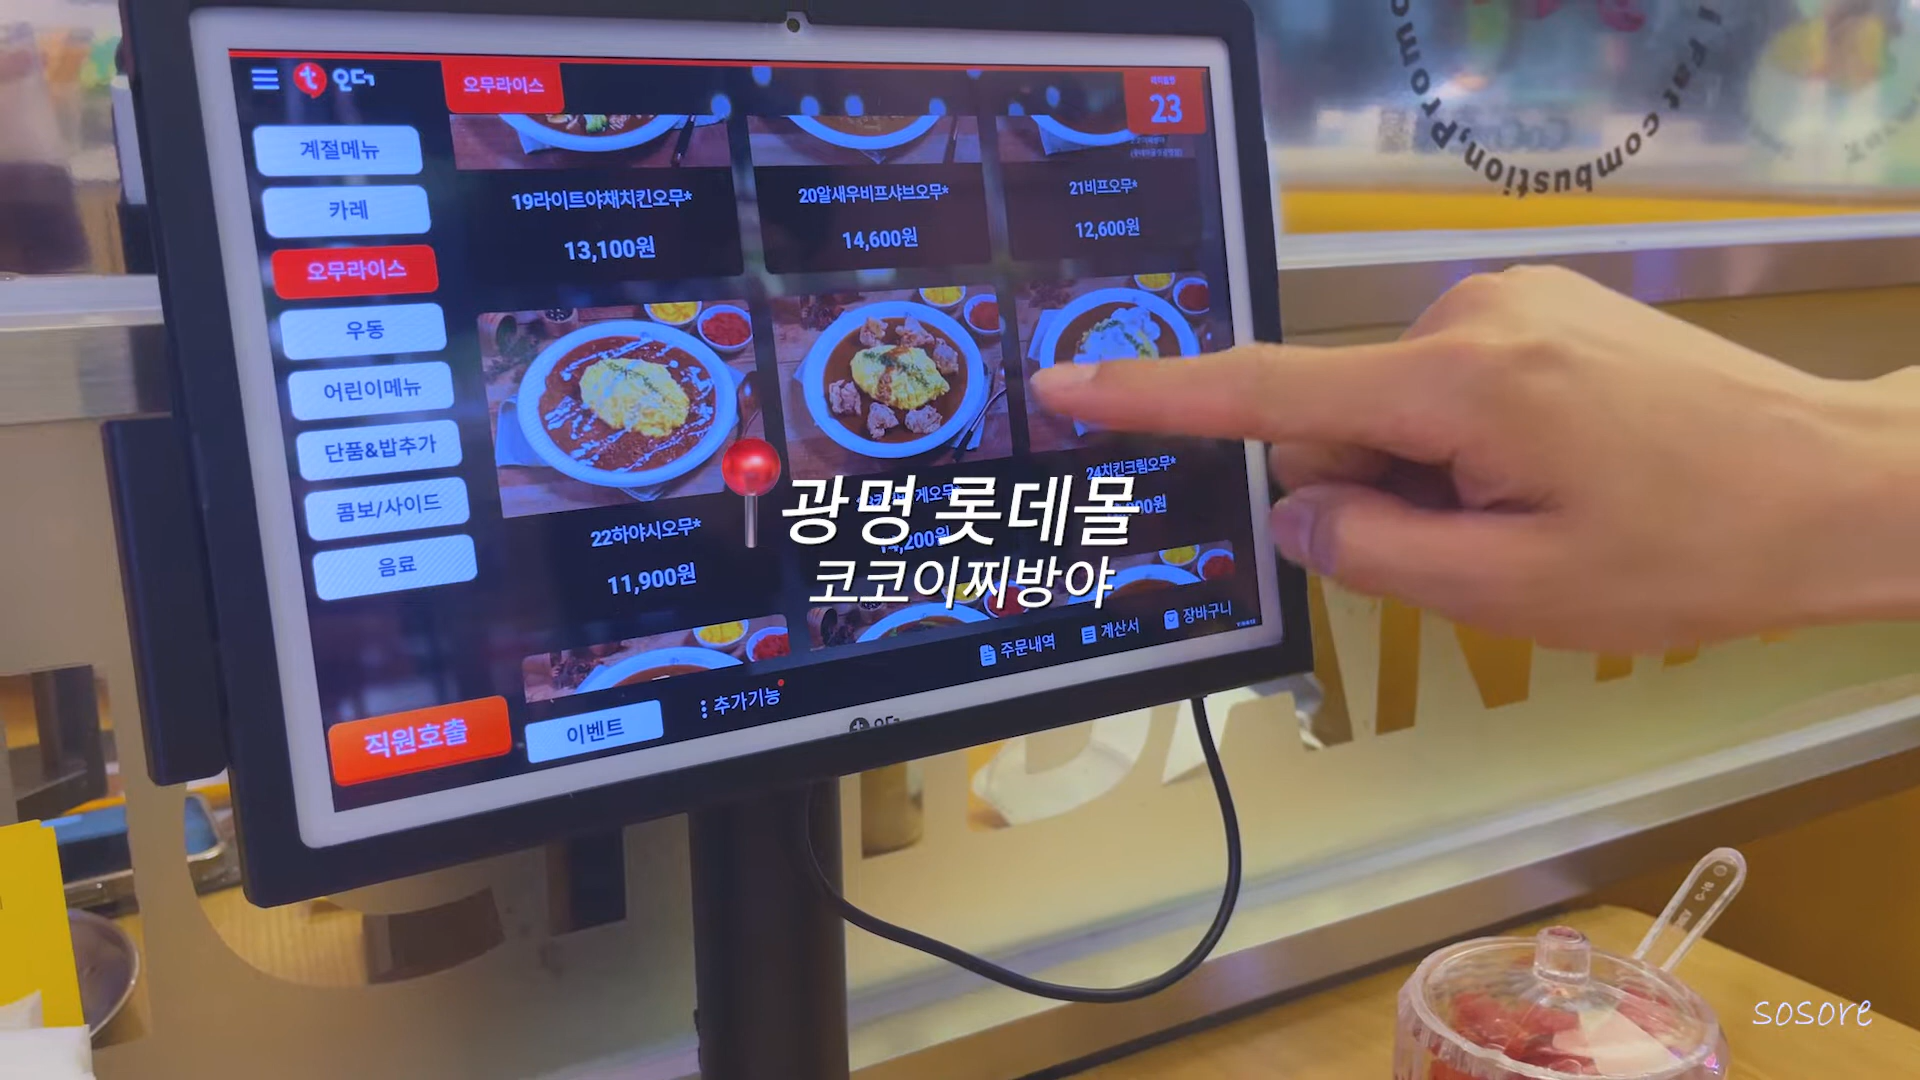 오더
오무라이스
23
계절메뉴
카레
오무라이스
우동
어린이메뉴
단품&밥추가
콤보/사이드
음료
19라이트야채치킨오무*
13,100원
20알새우비프샤브오무*
14,600원
21비프오무*
12,600원
22하야시오무*
11,900원
14,200원
24치킨크림오무*
광명 롯데몰
코코이찌방야
직원호출
이벤트
추가기능
주문내역
계산서
장바구니
Fat combustion,
sosore